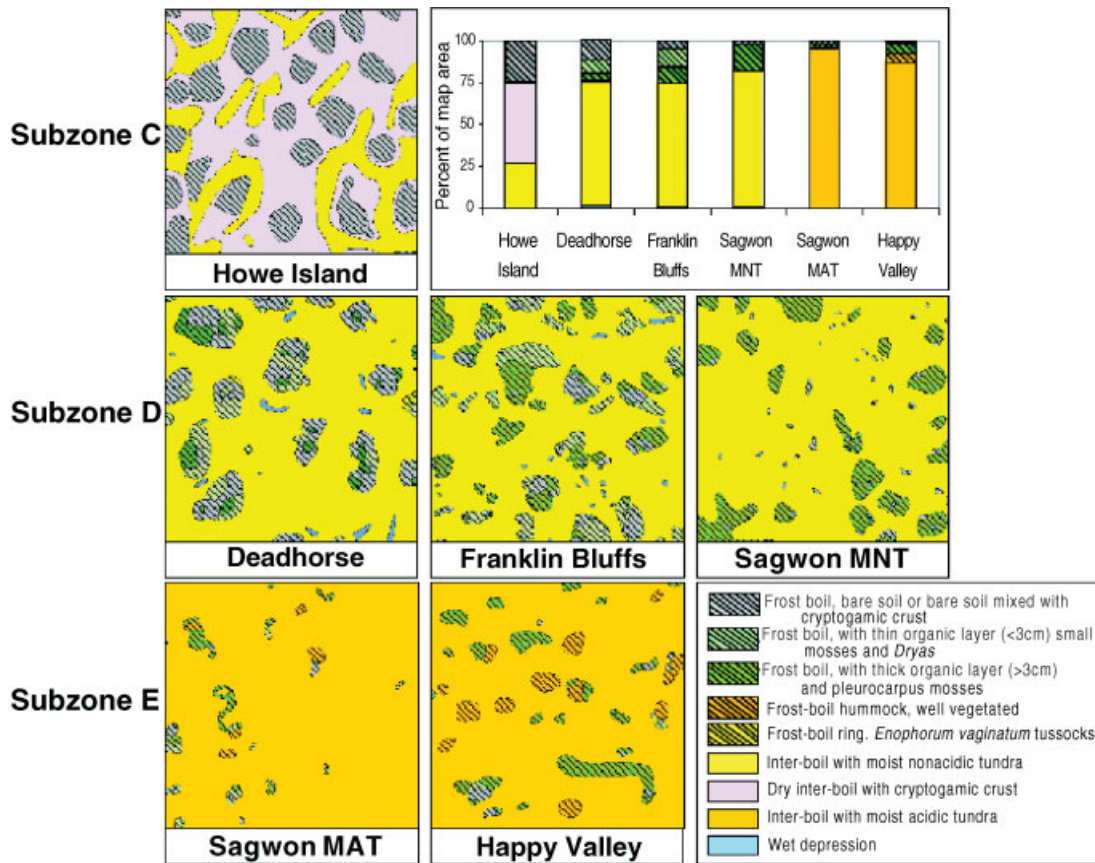 Subzone C
Howe Island
Percent of map area
100
75
50
25
0
Howe
Island
Deadhorse
Franklin
Bluffs
Sagwon
MNT
Sagwon
MAT
Happy
Valley
Subzone D
Deadhorse
Franklin Bluffs
Sagwon MNT
Subzone E
Sagwon MAT
Happy Valley
Frost boil, bare soil or bare soil mixed with
cryptogamic crust
Frost boil, with thin organic layer (<3cm) small
mosses and Dryas
Frost boil, with thick organic layer (>3cm)
and pleurocarpus mosses
Frost-boil hummock, well vegetated
Frost-boil ring. Enophorum vaginatum tussocks
Inter-boil with moist nonacidic tundra
Dry inter-boil with cryptogamic crust
Inter-boil with moist acidic tundra
Wet depression